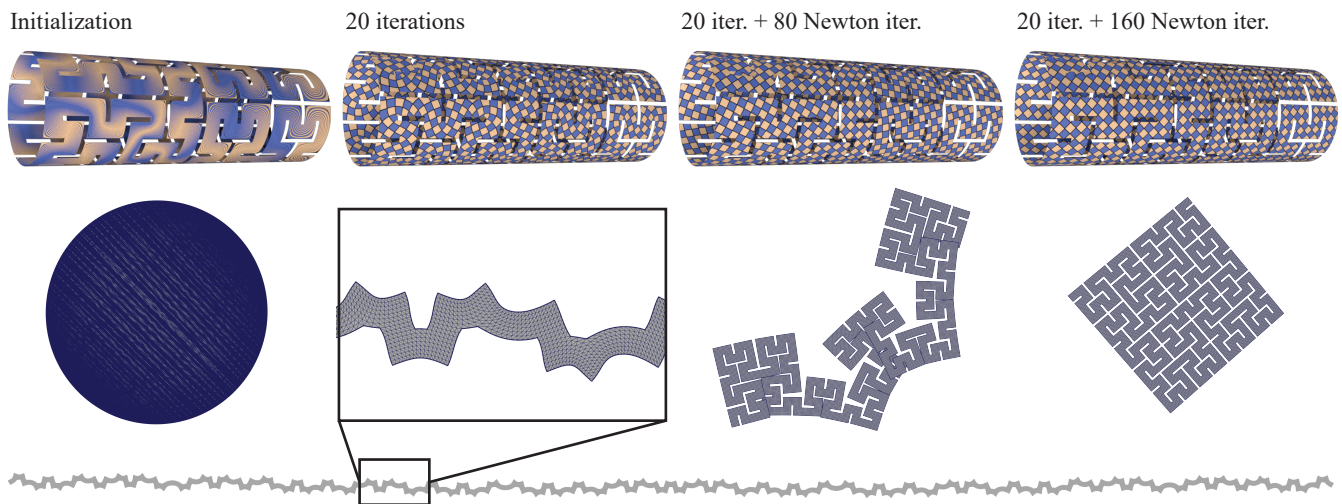 Initialization
20 iterations
20 iter. + 80 Newton iter.
20 iter. + 160 Newton iter.